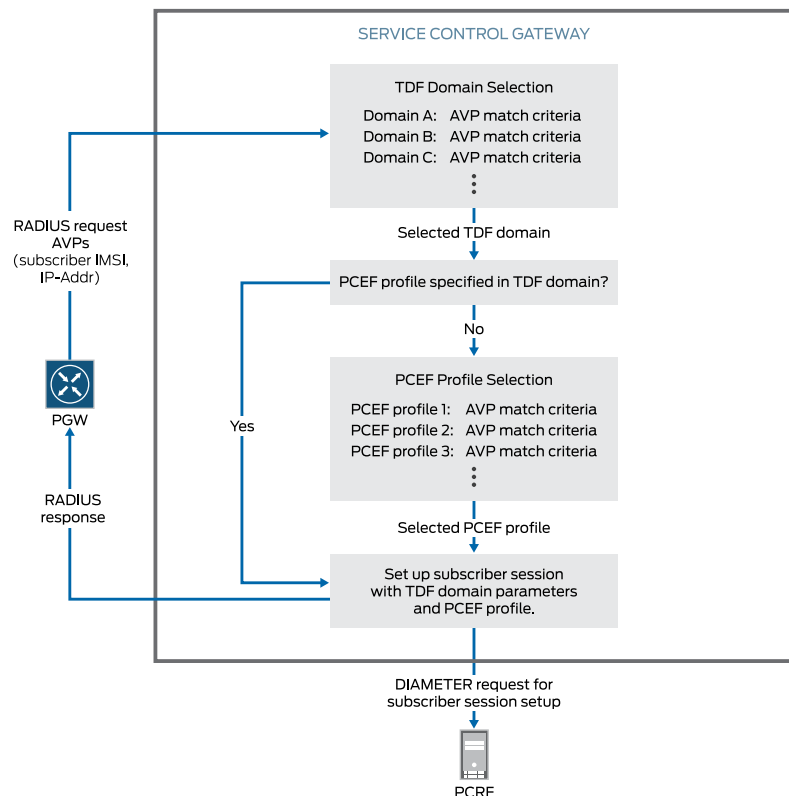 SERVICE CONTROL GATEWAY
TDF Domain Selection
Domain A: AVP match criteria
Domain B: AVP match criteria
Domain C: AVP match criteria
RADIUS request
AVPs
(subscriber IMSI,
IP-Addr)
Selected TDF domain
PCEF profile specified in TDF domain?
No
PCEF Profile Selection
PCEF profile 1: AVP match criteria
PCEF profile 2: AVP match criteria
PCEF profile 3: AVP match criteria
PGW
Yes
RADIUS
response
Selected PCEF profile
Set up subscriber session
with TDF domain parameters
and PCEF profile.
DIAMETER request for
subscriber session setup
PCRF